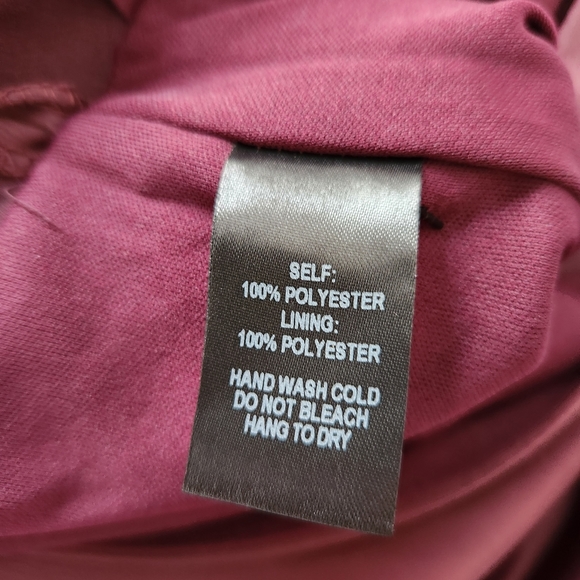 SELF:
100% POLYESTER
LINING:
100% POLYESTER
HAND WASH COLD
DO NOT BLEACH
HANG TO DRY